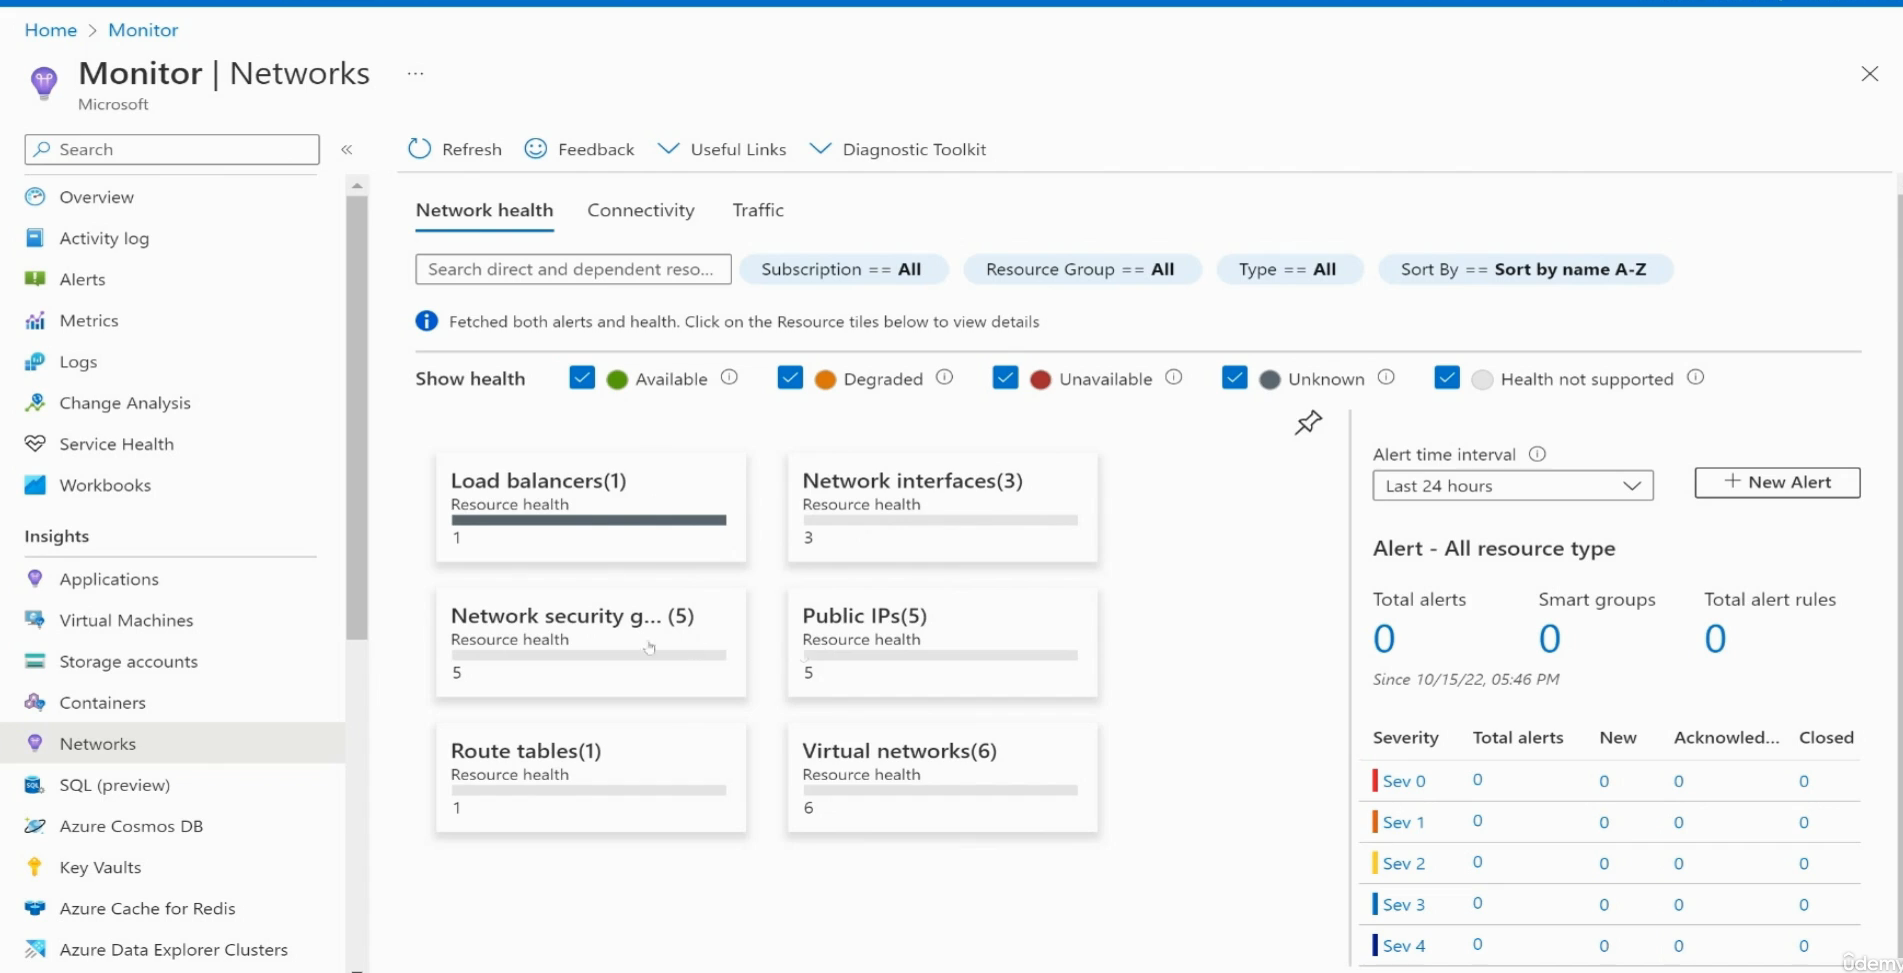 Home > Monitor
Monitor | Networks ...
Microsoft
Search «
Overview
Activity log
Alerts
Metrics
Logs
Change Analysis
Service Health
Workbooks
Insights
Applications
Virtual Machines
Storage accounts
Containers
Networks
SQL (preview)
Azure Cosmos DB
Key Vaults
Azure Cache for Redis
Azure Data Explorer Clusters
Refresh Feedback Useful Links Diagnostic Toolkit
Network health Connectivity Traffic
Search direct and dependent reso... Subscription == All Resource Group == All Type == All Sort By == Sort by name A-Z
Fetched both alerts and health. Click on the Resource tiles below to view details
Show health Available Degraded Unavailable Unknown Health not supported
Load balancers(1)
Resource health
1
Network interfaces(3)
Resource health
3
Network security g... (5)
Resource health
5
Public IPs(5)
Resource health
5
Route tables(1)
Resource health
1
Virtual networks(6)
Resource health
6
Alert time interval
Last 24 hours + New Alert
Alert - All resource type
Total alerts Smart groups Total alert rules
0 0 0
Since 10/15/22, 05:46 PM
Severity Total alerts New Acknowled... Closed
Sev 0 0 0 0 0
Sev 1 0 0 0 0
Sev 2 0 0 0 0
Sev 3 0 0 0 0
Sev 4 0 0 0 0
ûdemy